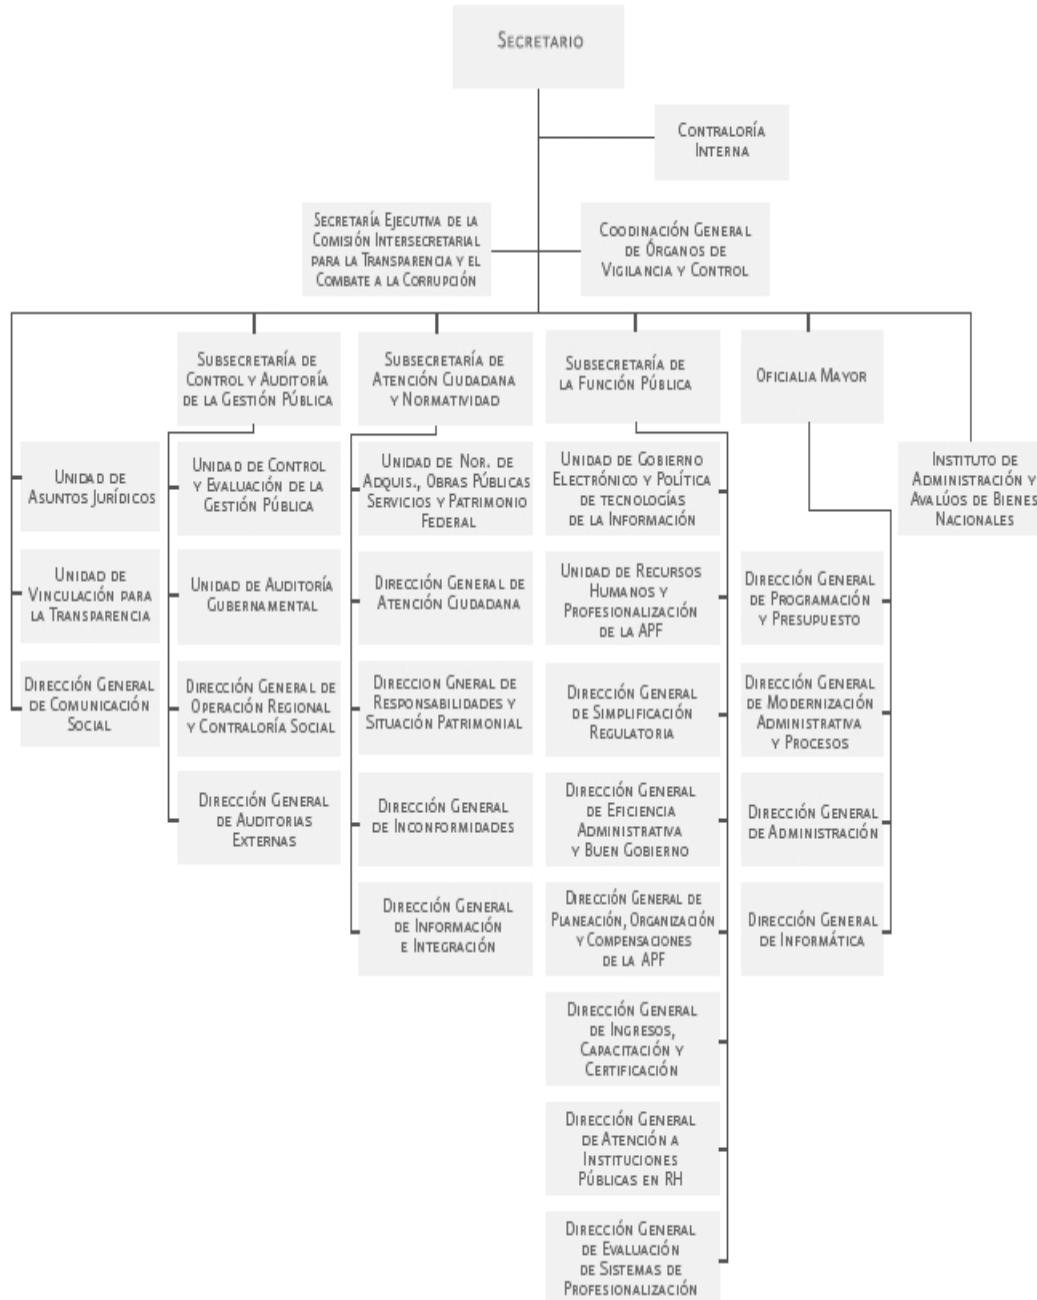 Secretario
Contraloría
Interna
Secretaría Ejecutiva de la
Comisión Intersecretarial
para la Transparencia y el
Combate a la Corrupción
Coodinación General
de Órganos de
Vigilancia y Control
Subsecretaría de
Control y Auditoría
de la Gestión Pública
Subsecretaría de
Atención Ciudadana
y Normatividad
Subsecretaría de
la Función Pública
Oficialia Mayor
Unidad de
Asuntos Jurídicos
Unidad de
Vinculación para
la Transparencia
Dirección General
de Comunicación
Social
Unidad de Control
y Evaluación de la
Gestión Pública
Unidad de Auditoría
Gubernamental
Dirección General de
Operación Regional
y Contraloría Social
Dirección General
de Auditorias
Externas
Unidad de Nor. de
Adquis., Obras Públicas
Servicios y Patrimonio
Federal
Dirección General de
Atención Ciudadana
Direccion Gneral de
Responsabilidades y
Situación Patrimonial
Dirección General
de Inconformidades
Dirección General
de Información
e Integración
Unidad de Gobierno
Electrónico y Política
de tecnologías
de la Información
Unidad de Recursos
Humanos y
Profesionalización
de la APF
Dirección General
de Simplificación
Regulatoria
Dirección General
de Eficiencia
Administrativa
y Buen Gobierno
Dirección General de
Planeación, Organización
y Compensaciones
de la APF
Dirección General
de Ingresos,
Capacitación y
Certificación
Dirección General
de Atención a
Instituciones
Públicas en RH
Dirección General
de Evaluación
de Sistemas de
Profesionalización
Dirección General
de Programación
y Presupuesto
Dirección General
de Modernización
Administrativa
y Procesos
Dirección General
de Administración
Dirección General
de Informática
Instituto de
Administración y
Avalúos de Bienes
Nacionales